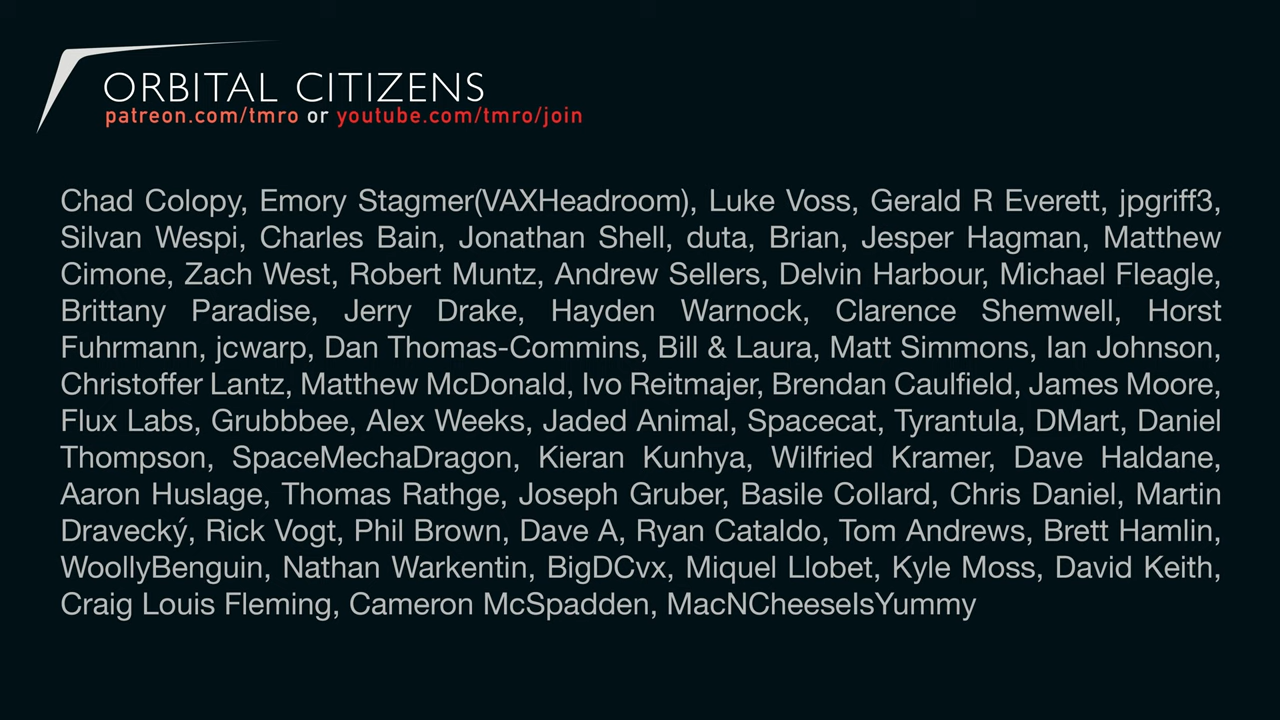 ORBITAL CITIZENS
patreon.com/tmro or youtube.com/tmro/join
Chad Colopy, Emory Stagmer(VAXHeadroom), Luke Voss, Gerald R Everett, jpgriff3,
Silvan Wespi, Charles Bain, Jonathan Shell, duta, Brian, Jesper Hagman, Matthew
Cimone, Zach West, Robert Muntz, Andrew Sellers, Delvin Harbour, Michael Fleagle,
Brittany Paradise, Jerry Drake, Hayden Warnock, Clarence Shemwell, Horst
Fuhrmann, jcwarp, Dan Thomas-Commins, Bill & Laura, Matt Simmons, Ian Johnson,
Christoffer Lantz, Matthew McDonald, Ivo Reitmajer, Brendan Caulfield, James Moore,
Flux Labs, Grubbbee, Alex Weeks, Jaded Animal, Spacecat, Tyrantula, DMart, Daniel
Thompson, SpaceMechaDragon, Kieran Kunhya, Wilfried Kramer, Dave Haldane,
Aaron Huslage, Thomas Rathge, Joseph Gruber, Basile Collard, Chris Daniel, Martin
Dravecký, Rick Vogt, Phil Brown, Dave A, Ryan Cataldo, Tom Andrews, Brett Hamlin,
WoollyBenguin, Nathan Warkentin, BigDCvx, Miquel Llobet, Kyle Moss, David Keith,
Craig Louis Fleming, Cameron McSpadden, MacNCheeseIsYummy